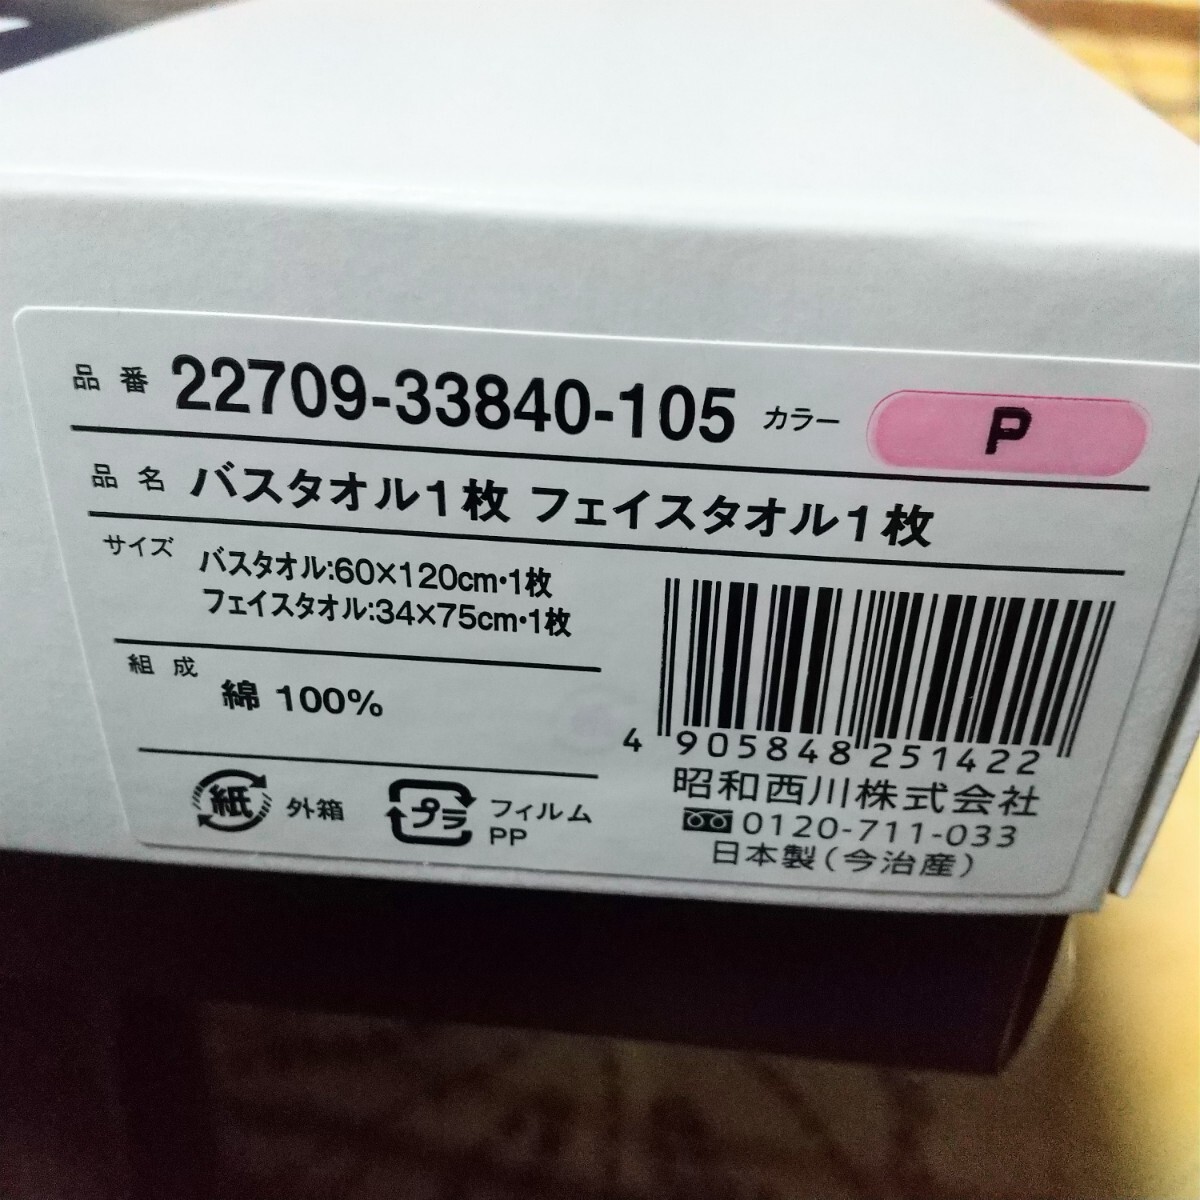 品番 22709-33840-105 カラー P
品名 バスタオル1枚 フェイスタオル1枚
サイズ バスタオル:60×120cm・1枚
フェイスタオル:34×75cm・1枚
組成 綿 100%
4 905848 251422
紙 外箱 プラ フィルム
PP
昭和西川株式会社
0120-711-033
日本製(今治産)